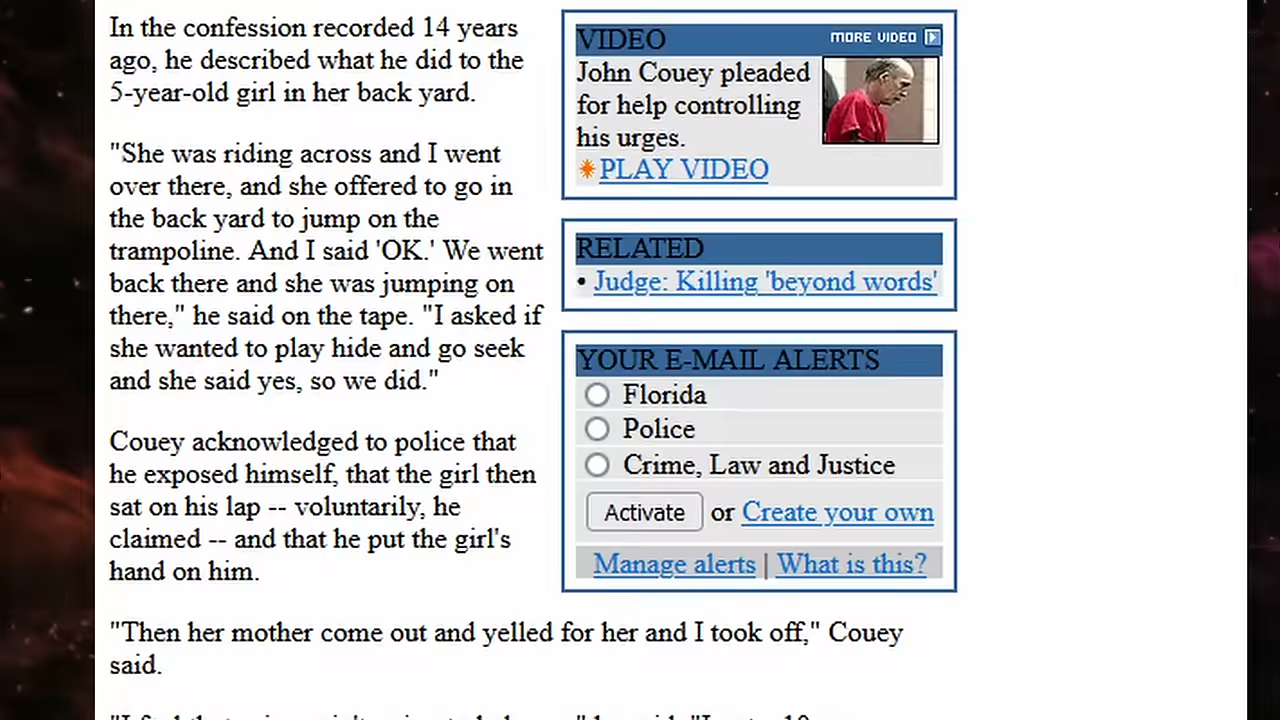 In the confession recorded 14 years
ago, he described what he did to the
5-year-old girl in her back yard.
"She was riding across and I went
over there, and she offered to go in
the back yard to jump on the
trampoline. And I said 'OK.' We went
back there and she was jumping on
there," he said on the tape. "I asked if
she wanted to play hide and go seek
and she said yes, so we did."
Couey acknowledged to police that
he exposed himself, that the girl then
sat on his lap -- voluntarily, he
claimed -- and that he put the girl's
hand on him.
"Then her mother come out and yelled for her and I took off," Couey
said.
VIDEO
MORE VIDEO
John Couey pleaded
for help controlling
his urges.
PLAY VIDEO
RELATED
• Judge: Killing 'beyond words'
YOUR E-MAIL ALERTS
Florida
Police
Crime, Law and Justice
Activate or Create your own
Manage alerts | What is this?